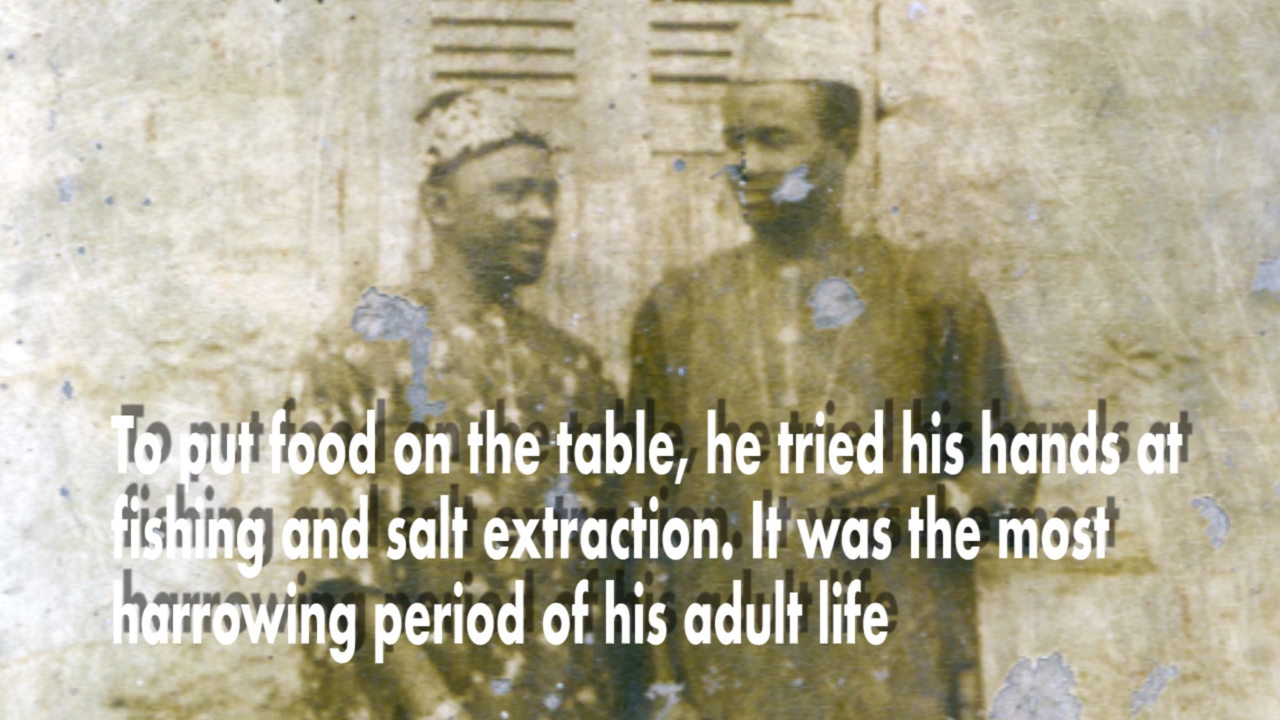 To put food on the table, he tried his hands at
fishing and salt extraction. It was the most
harrowing period of his adult life